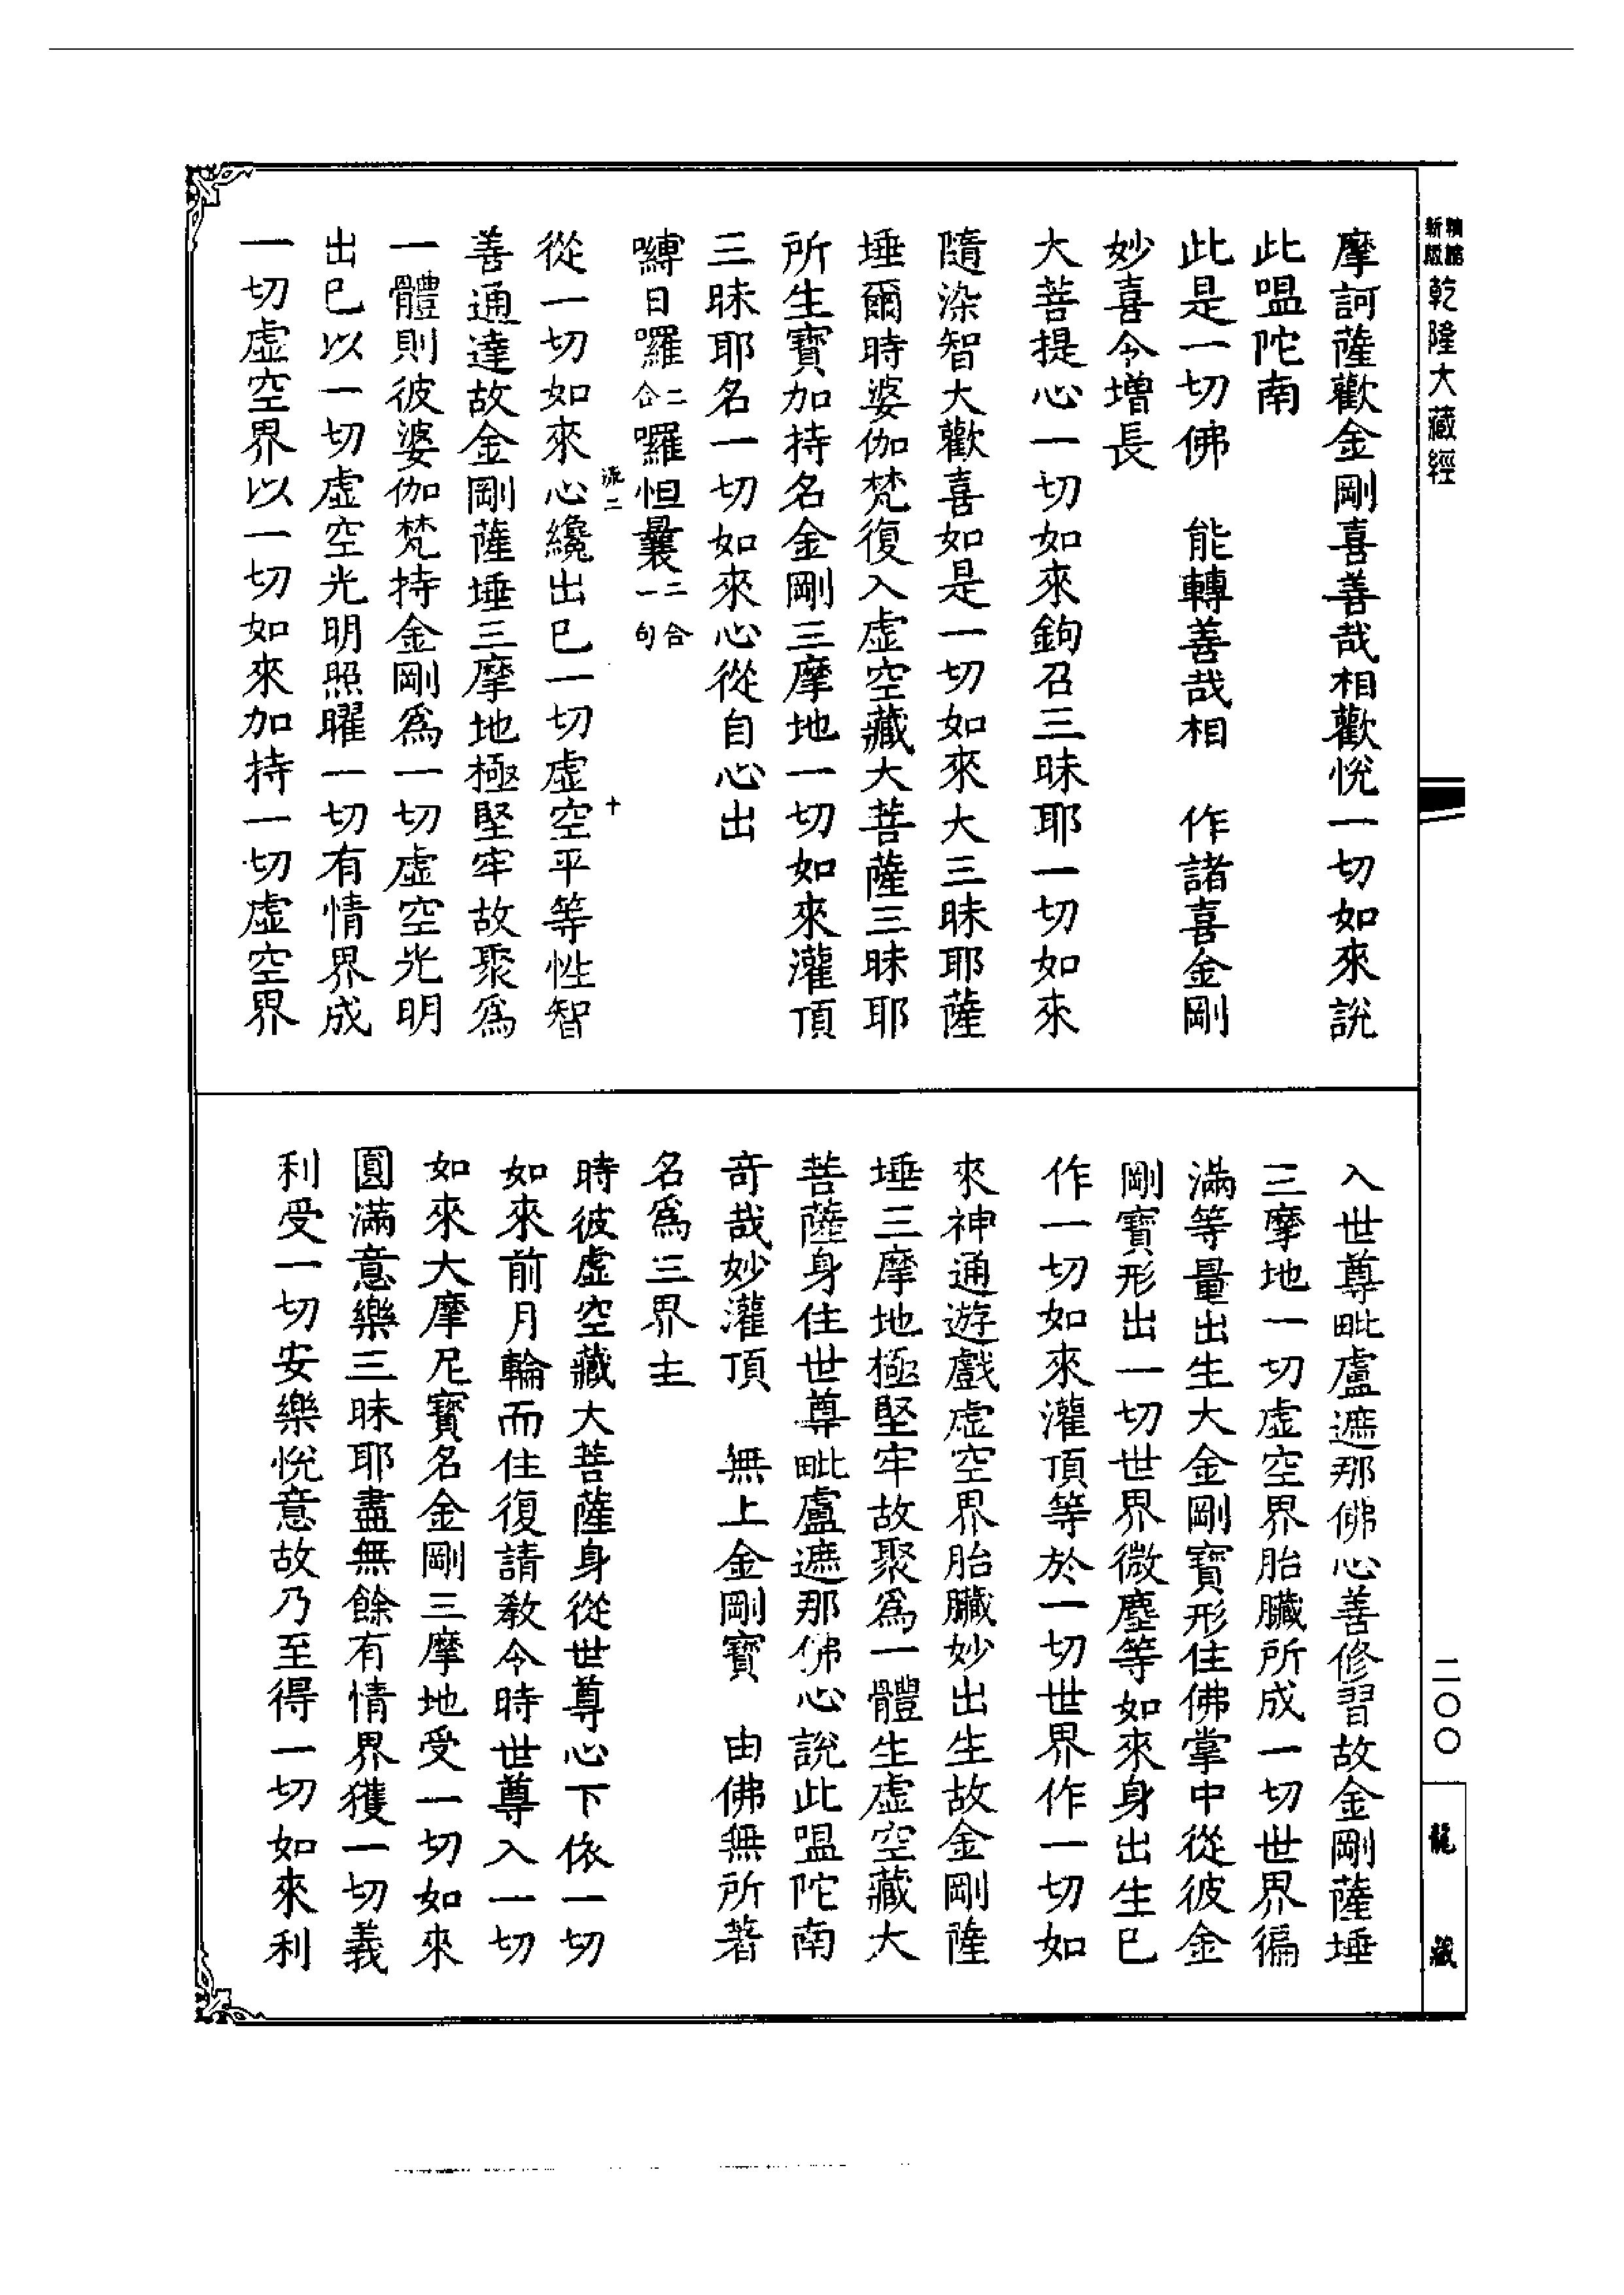 新版 精縮 乾隆大藏經
摩訶薩歡金剛喜善哉相歡悅一切如來說
此嗢陀南
此是一切佛　能轉善哉相　作諸喜金剛
妙喜令增長
大菩提心一切如來鉤召三昧耶一切如來
隨染智大歡喜如是一切如來大三昧耶薩
埵爾時婆伽梵復入虛空藏大菩薩三昧耶
所生寶加持名金剛三摩地一切如來灌頂
三昧耶名一切如來心從自心出
嚩日囉二合囉怛曩二合一句
流二　十
從一切如來心纔出已一切虛空平等性智
善通達故金剛薩埵三摩地極堅牢故聚為
一體則彼婆伽梵持金剛為一切虛空光明
出已以一切虛空光明照曜一切有情界成
一切虛空界以一切如來加持一切虛空界
入世尊毗盧遮那佛心善修習故金剛薩埵
三摩地一切虛空界胎臟所成一切世界徧
滿等量出生大金剛寶形住佛掌中從彼金
剛寶形出一切世界微塵等如來身出生已
作一切如來灌頂等於一切世界作一切如
來神通遊戲虛空界胎臟妙出生故金剛薩
埵三摩地極堅牢故聚為一體生虛空藏大
菩薩身住世尊毗盧遮那佛心說此嗢陀南
奇哉妙灌頂　無上金剛寶　由佛無所著
名為三界主
時彼虛空藏大菩薩身從世尊心下依一切
如來前月輪而住復請教令時世尊入一切
如來大摩尼寶名金剛三摩地受一切如來
圓滿意樂三昧耶盡無餘有情界獲一切義
利受一切安樂悅意故乃至得一切如來利
二〇〇
龍藏